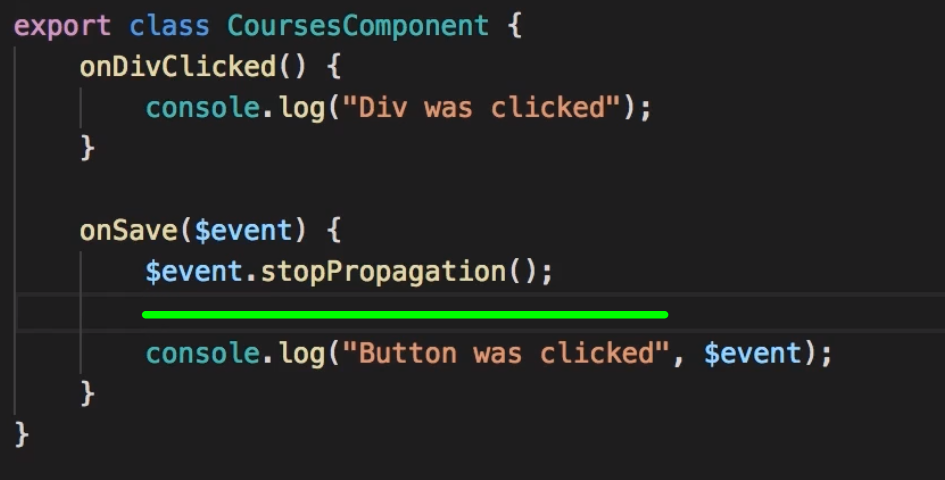 export class CoursesComponent {
    onDivClicked() {
        console.log("Div was clicked");
    }

    onSave($event) {
        $event.stopPropagation();

        console.log("Button was clicked", $event);
    }
}